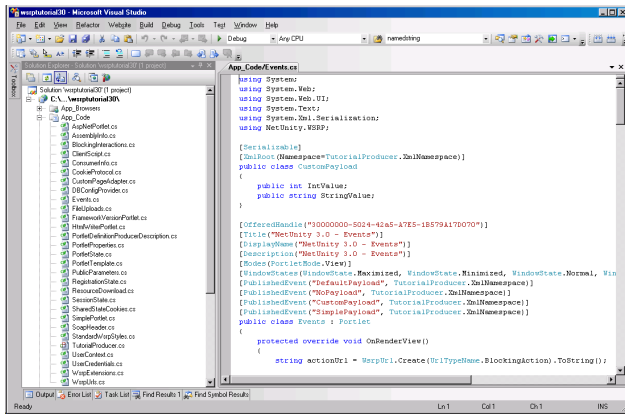 wsrptutorial30 - Microsoft Visual Studio
File Edit View Refactor Website Build Debug Tools Test Window Help
Debug Any CPU namedstring
Solution Explorer - Solution 'wsrptutorial30' (1 project)
Toolbox
Solution 'wsrptutorial30' (1 project)
C:\...\wsrptutorial30\
App_Browsers
App_Code
AspNetPortlet.cs
AssemblyInfo.cs
BlockingInteractions.cs
ClientScript.cs
ConsumerInfo.cs
CookieProtocol.cs
CustomPageAdapter.cs
DBConfigProvider.cs
Events.cs
FileUploads.cs
FrameworkVersionPortlet.cs
HtmlWriterPortlet.cs
PortletDefinitionProducerDescription.cs
PortletProperties.cs
PortletState.cs
PortletTemplate.cs
PublicParameters.cs
RegistrationState.cs
ResourceDownload.cs
SessionState.cs
SharedStateCookies.cs
SimplePortlet.cs
SoapHeader.cs
StandardWsrpStyles.cs
TutorialProducer.cs
UserContext.cs
UserCredentials.cs
WsrpExtensions.cs
WsrpUrls.cs
App_Code/Events.cs
using System;
using System.Web;
using System.Web.UI;
using System.Text;
using System.Xml.Serialization;
using NetUnity.WSRP;
[Serializable]
[XmlRoot(Namespace=TutorialProducer.XmlNamespace)]
public class CustomPayload
{
public int IntValue;
public string StringValue;
}
[OfferedHandle("30000000-5024-42a5-A7E5-1B579A17D070")]
[Title("NetUnity 3.0 - Events")]
[DisplayName("NetUnity 3.0 - Events")]
[Description("NetUnity 3.0 - Events")]
[Modes(PortletMode.View)]
[WindowStates(WindowState.Maximized, WindowState.Minimized, WindowState.Normal, Win
[PublishedEvent("DefaultPayload", TutorialProducer.XmlNamespace)]
[PublishedEvent("NoPayload", TutorialProducer.XmlNamespace)]
[PublishedEvent("CustomPayload", TutorialProducer.XmlNamespace)]
[PublishedEvent("SimplePayload", TutorialProducer.XmlNamespace)]
public class Events : Portlet
{
protected override void OnRenderView()
{
string actionUrl = WsrpUrl.Create(UrlTypeName.BlockingAction).ToString();
Output Error List Task List Find Results 1 Find Symbol Results
Ready Ln 1 Col 1 Ch 1 INS